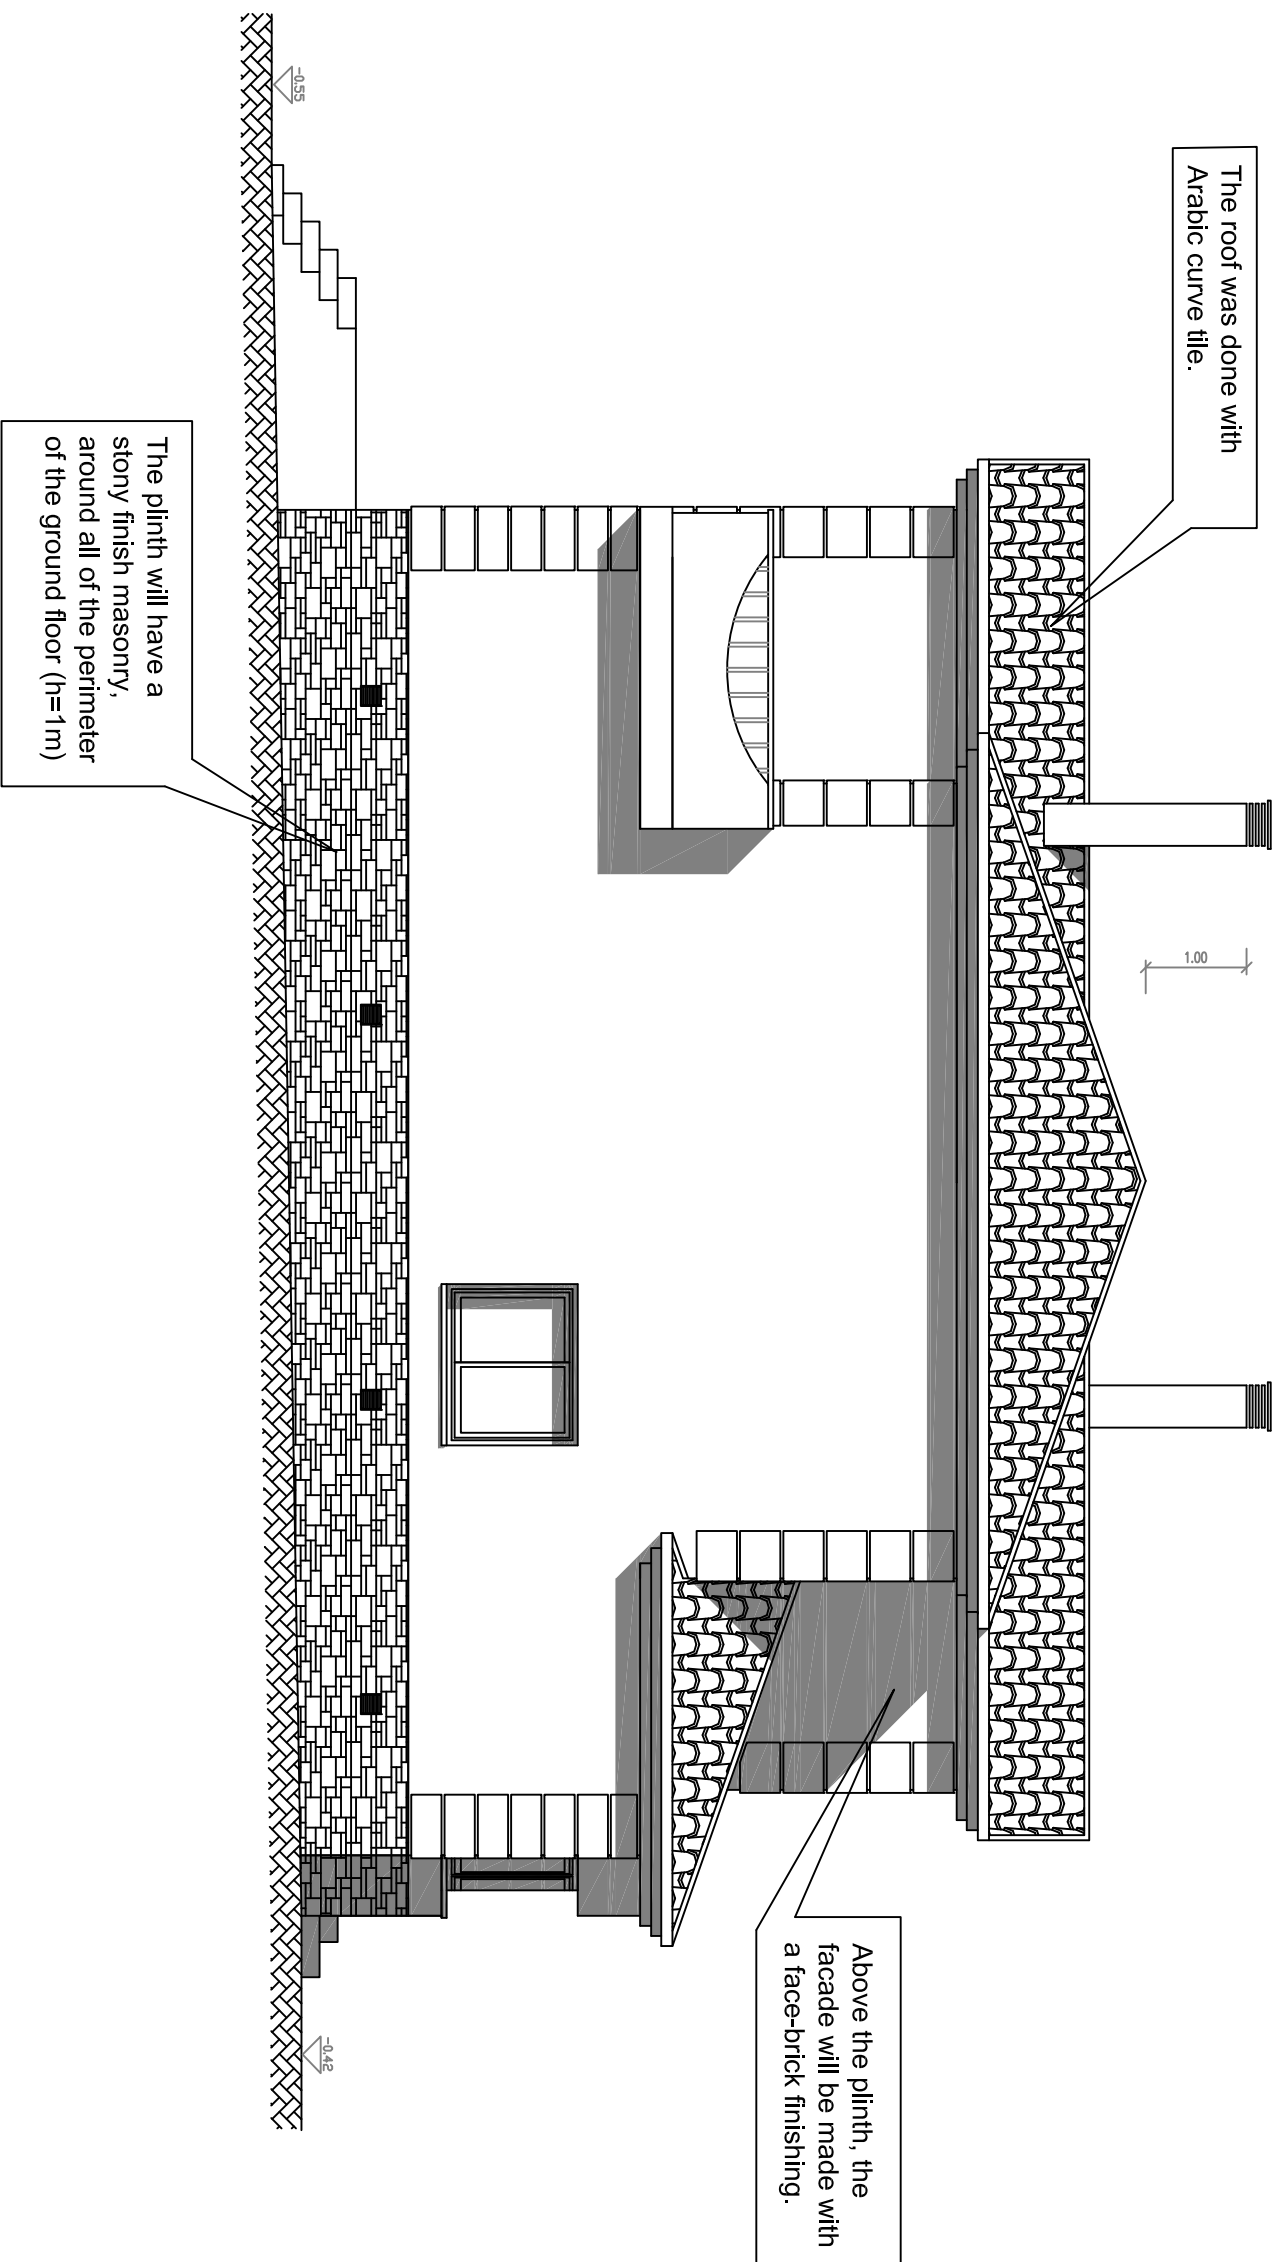 The roof was done with
Arabic curve tile.
1.00
Above the plinth, the
facade will be made with
a face-brick finishing.
-0.55
-0.42
The plinth will have a
stony finish masonry,
around all of the perimeter
of the ground floor (h=1m)